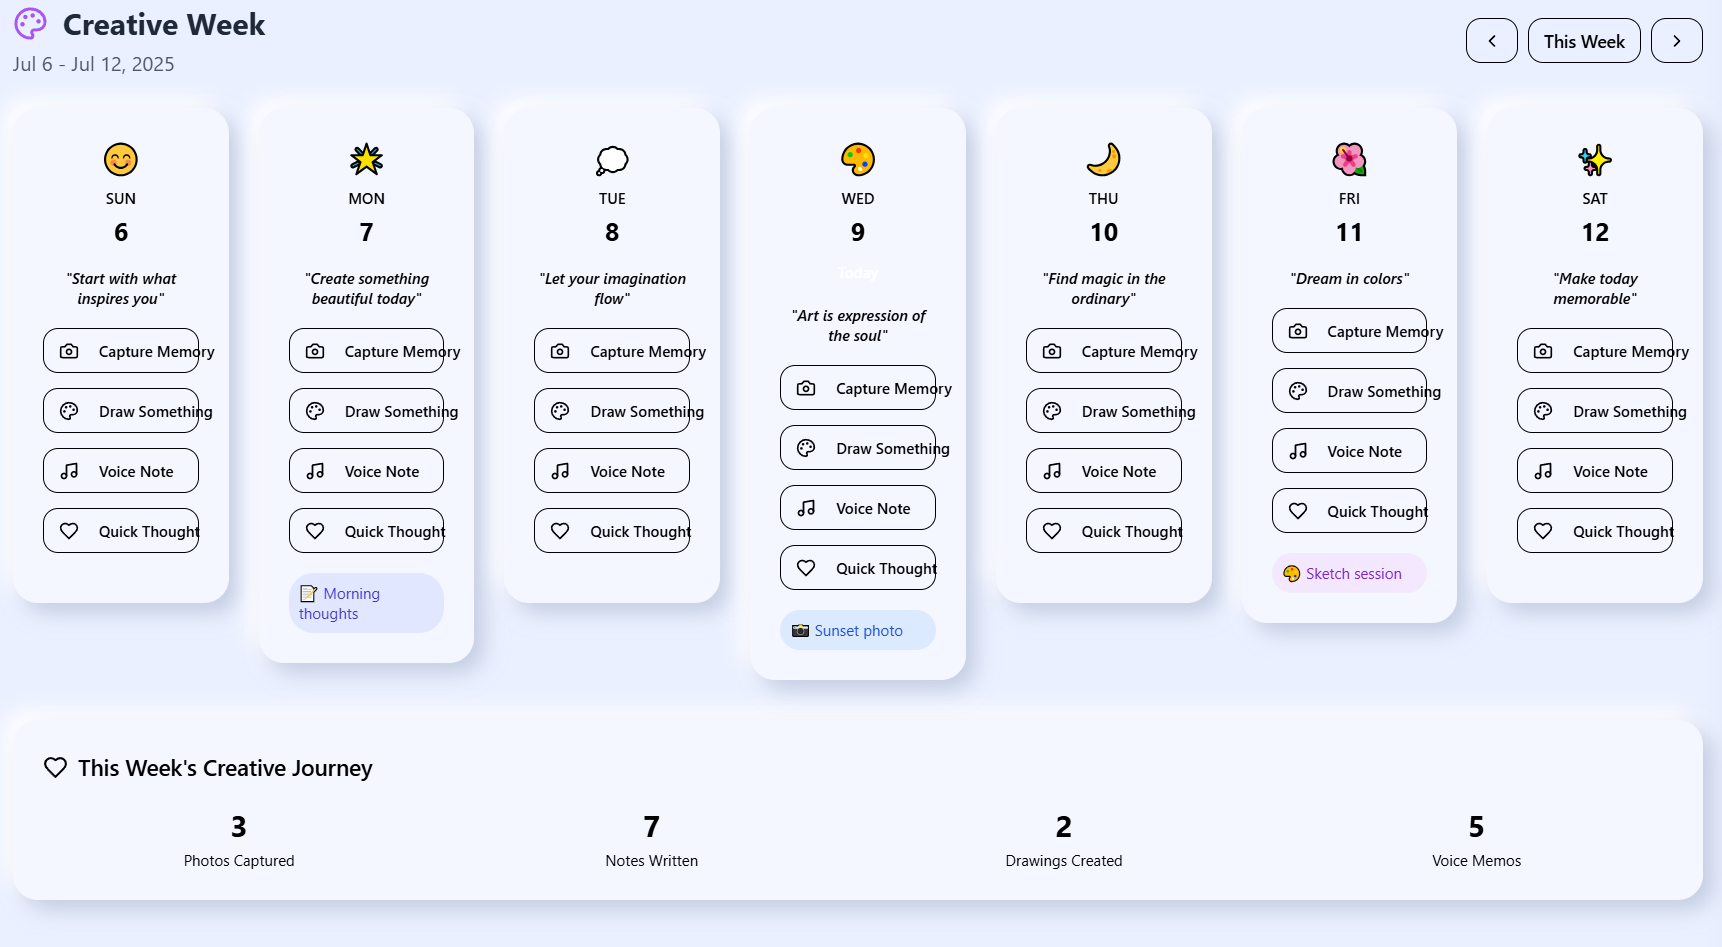 Creative Week
Jul 6 - Jul 12, 2025
This Week
SUN
6
"Start with what
inspires you"
Capture Memory
Draw Something
Voice Note
Quick Thought
MON
7
"Create something
beautiful today"
Capture Memory
Draw Something
Voice Note
Quick Thought
📝 Morning
thoughts
TUE
8
"Let your imagination
flow"
Capture Memory
Draw Something
Voice Note
Quick Thought
WED
9
Today
"Art is expression of
the soul"
Capture Memory
Draw Something
Voice Note
Quick Thought
📸 Sunset photo
THU
10
"Find magic in the
ordinary"
Capture Memory
Draw Something
Voice Note
Quick Thought
FRI
11
"Dream in colors"
Capture Memory
Draw Something
Voice Note
Quick Thought
🎨 Sketch session
SAT
12
"Make today
memorable"
Capture Memory
Draw Something
Voice Note
Quick Thought
This Week's Creative Journey
3
Photos Captured
7
Notes Written
2
Drawings Created
5
Voice Memos